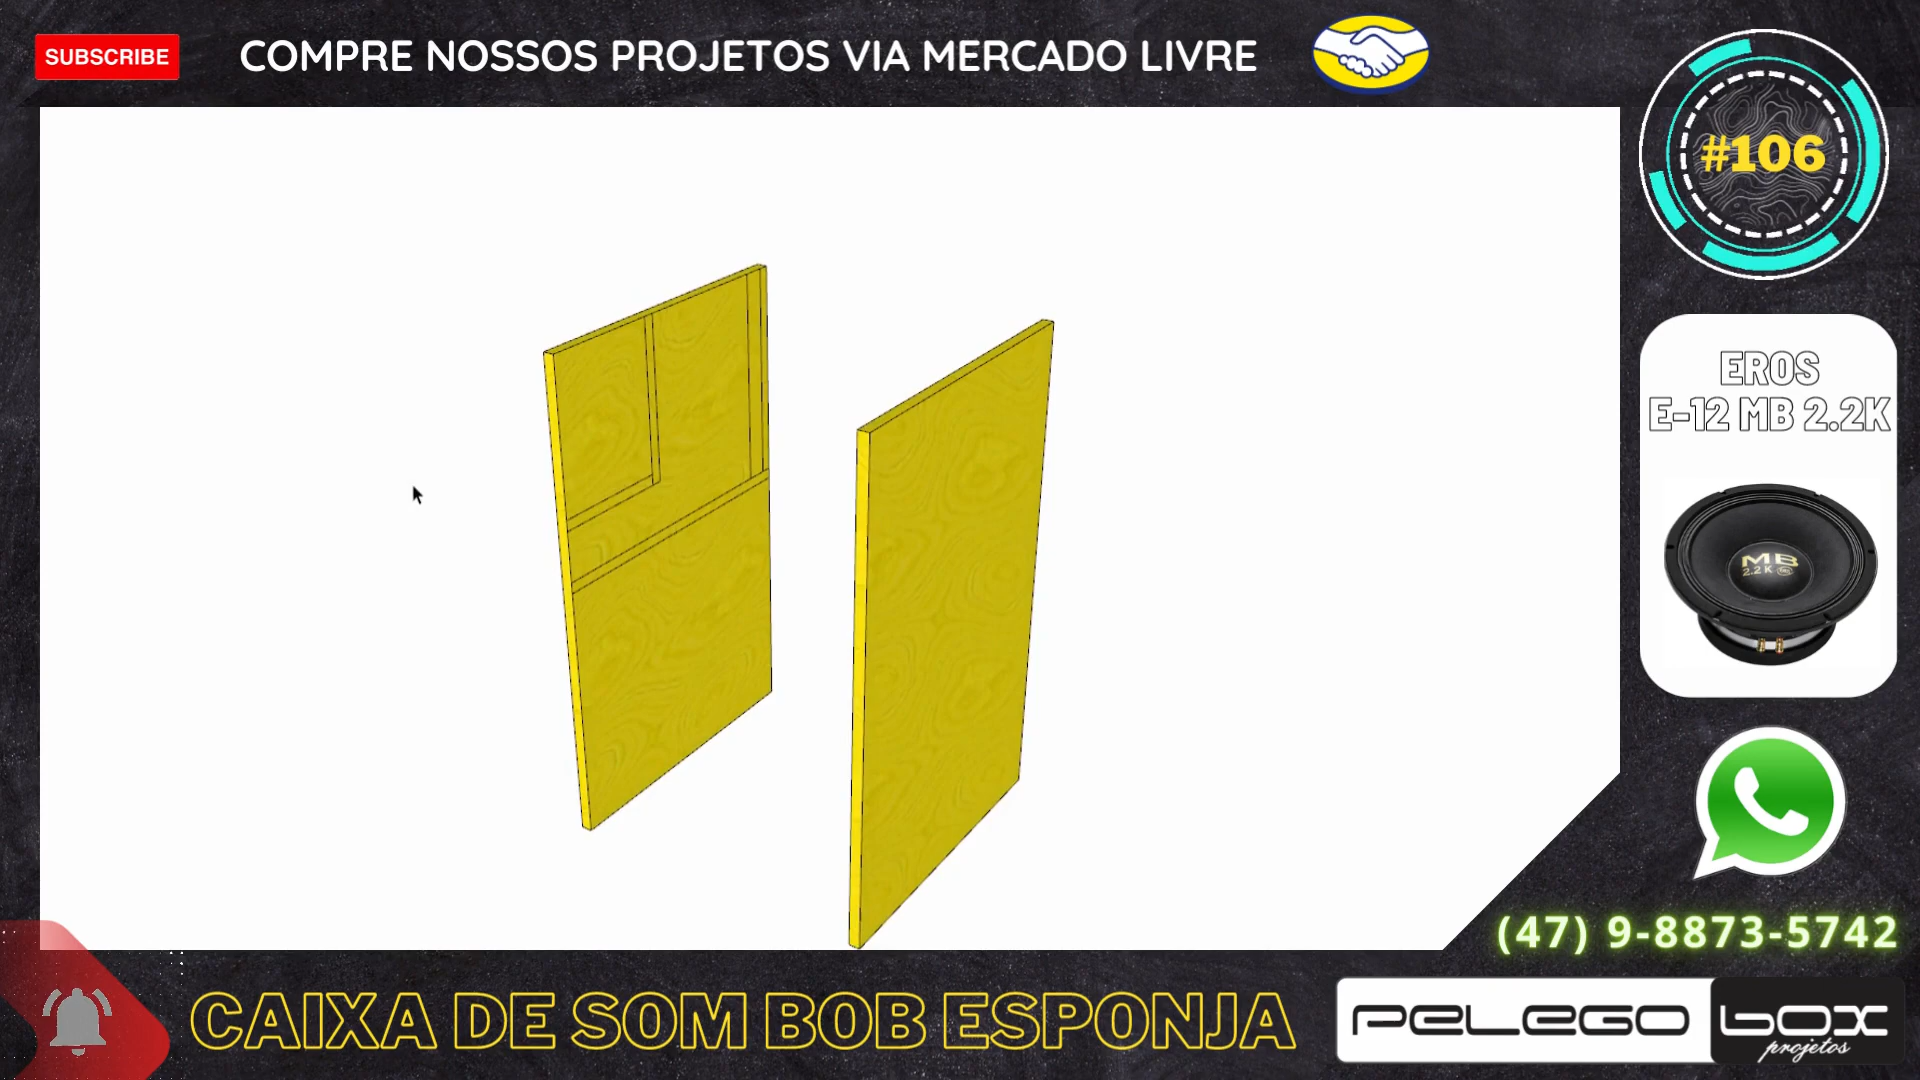 SUBSCRIBE
COMPRE NOSSOS PROJETOS VIA MERCADO LIVRE
#106
EROS
E-12 MB 2.2K
MB
2.2 K
(47) 9-8873-5742
CAIXA DE SOM BOB ESPONJA
PELEGO box
projetos